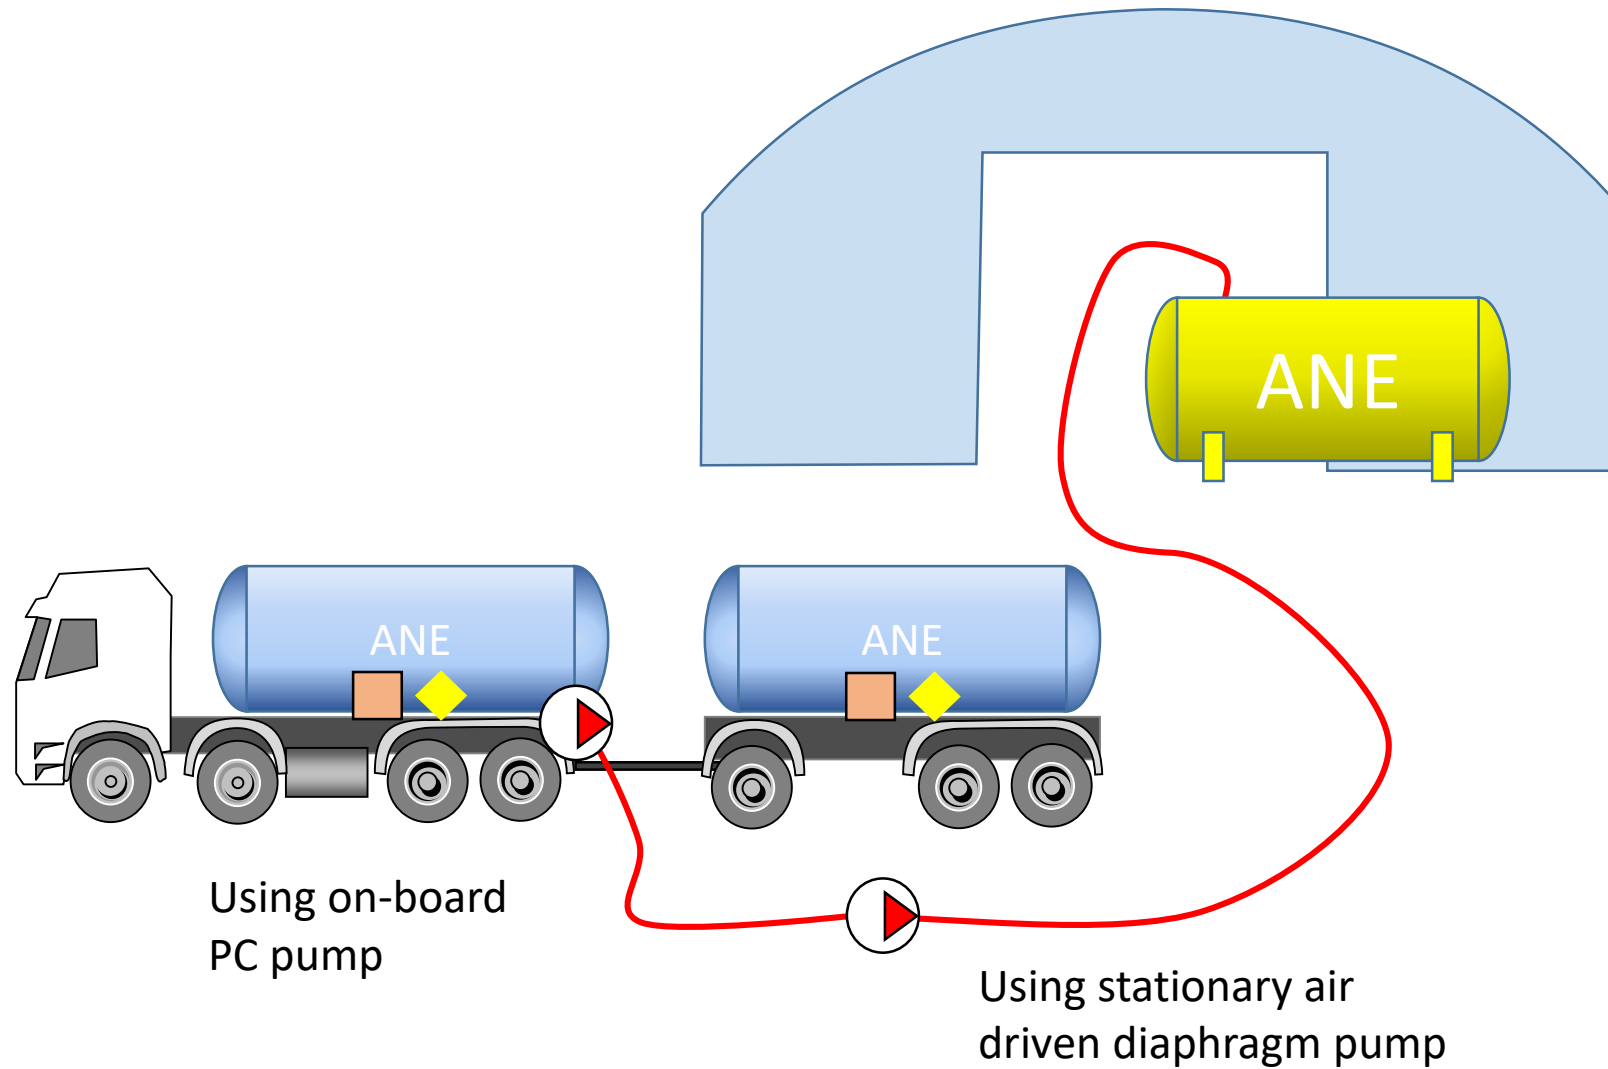 ANE
ANE
ANE
Using on-board
PC pump
Using stationary air
driven diaphragm pump